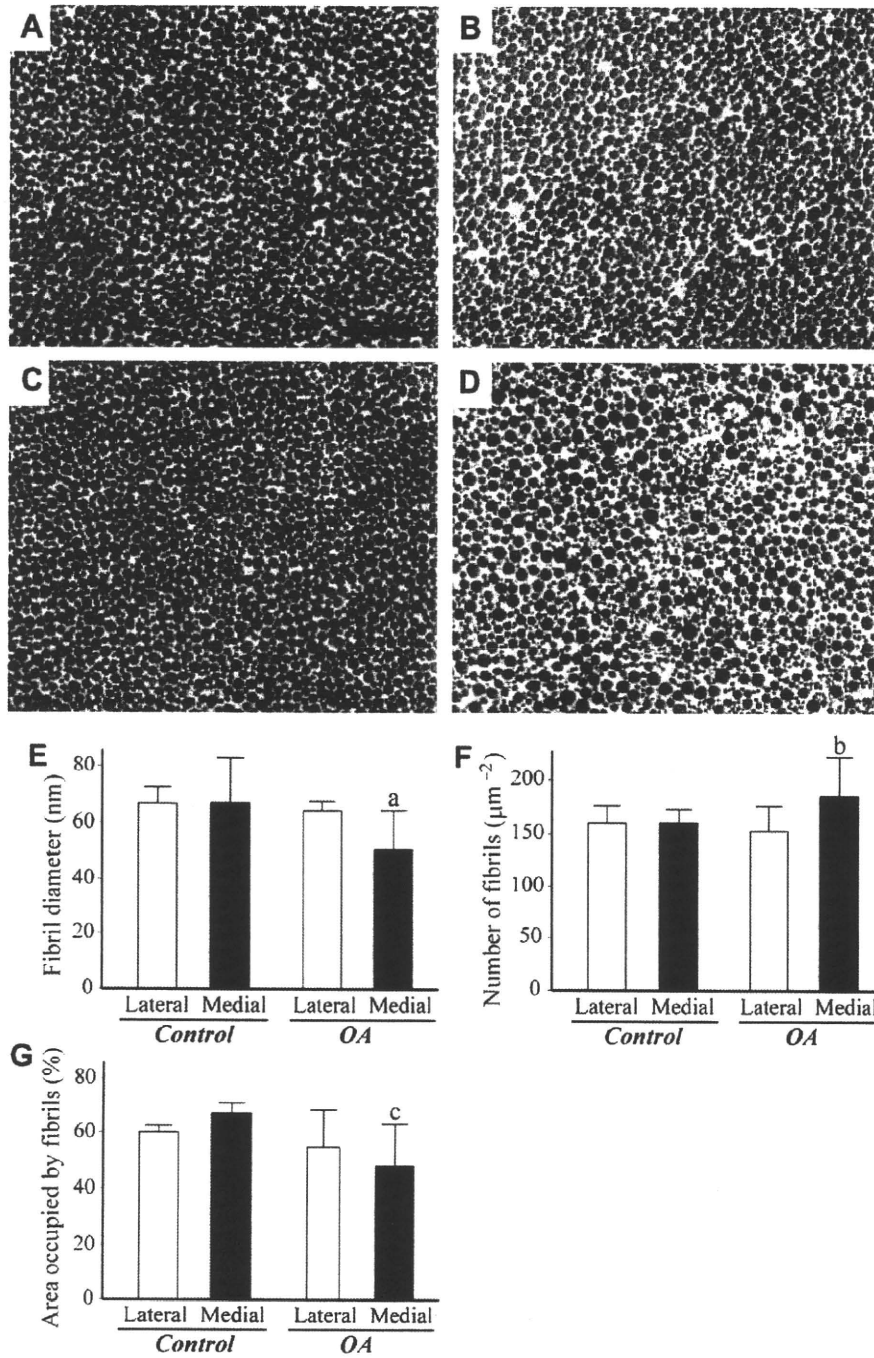 A
B
C
D
E
Fibril diameter (nm)
80
60
40
20
0
a
Lateral Medial Lateral Medial
Control OA
F
Number of fibrils (µm⁻²)
200
150
100
50
0
b
Lateral Medial Lateral Medial
Control OA
G
Area occupied by fibrils (%)
80
60
40
20
0
c
Lateral Medial Lateral Medial
Control OA